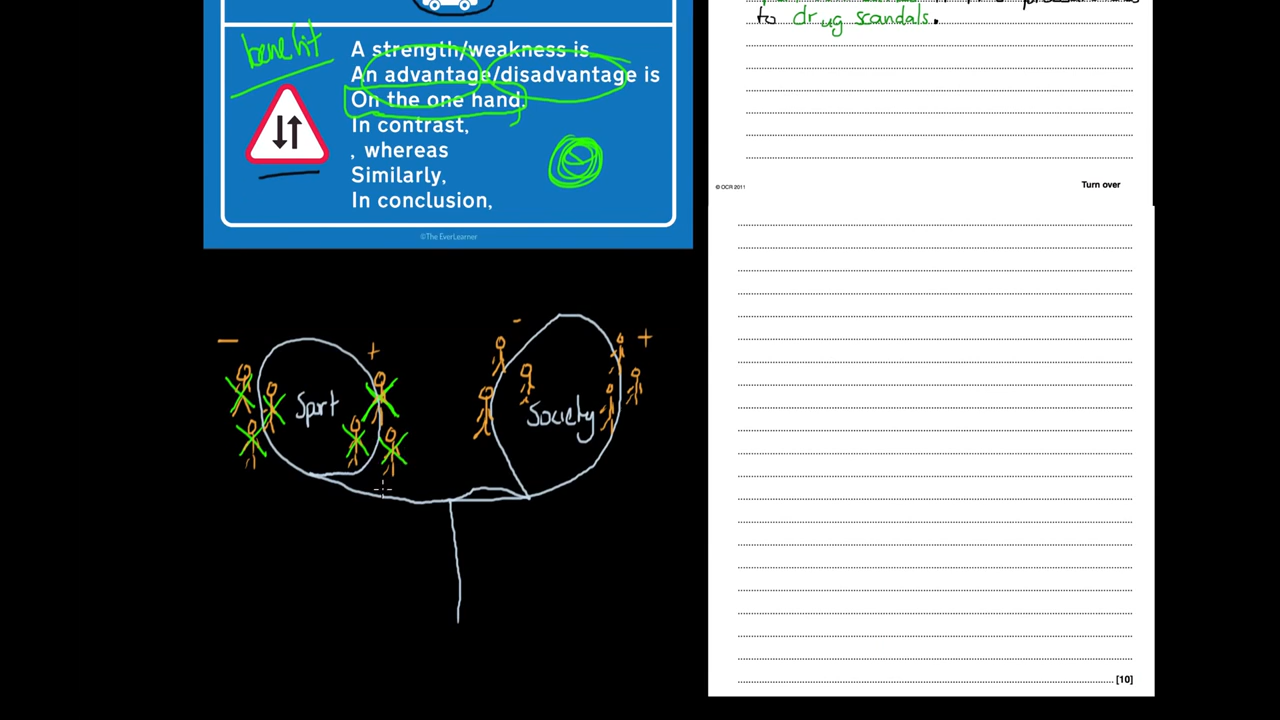 benefit
A strength/weakness is
An advantage/disadvantage is
On the one hand,
In contrast,
, whereas
Similarly,
In conclusion,
©The EverLearner
to drug scandals.
© OCR 2011
Turn over
[10]
−
+
Sport
-
+
Society